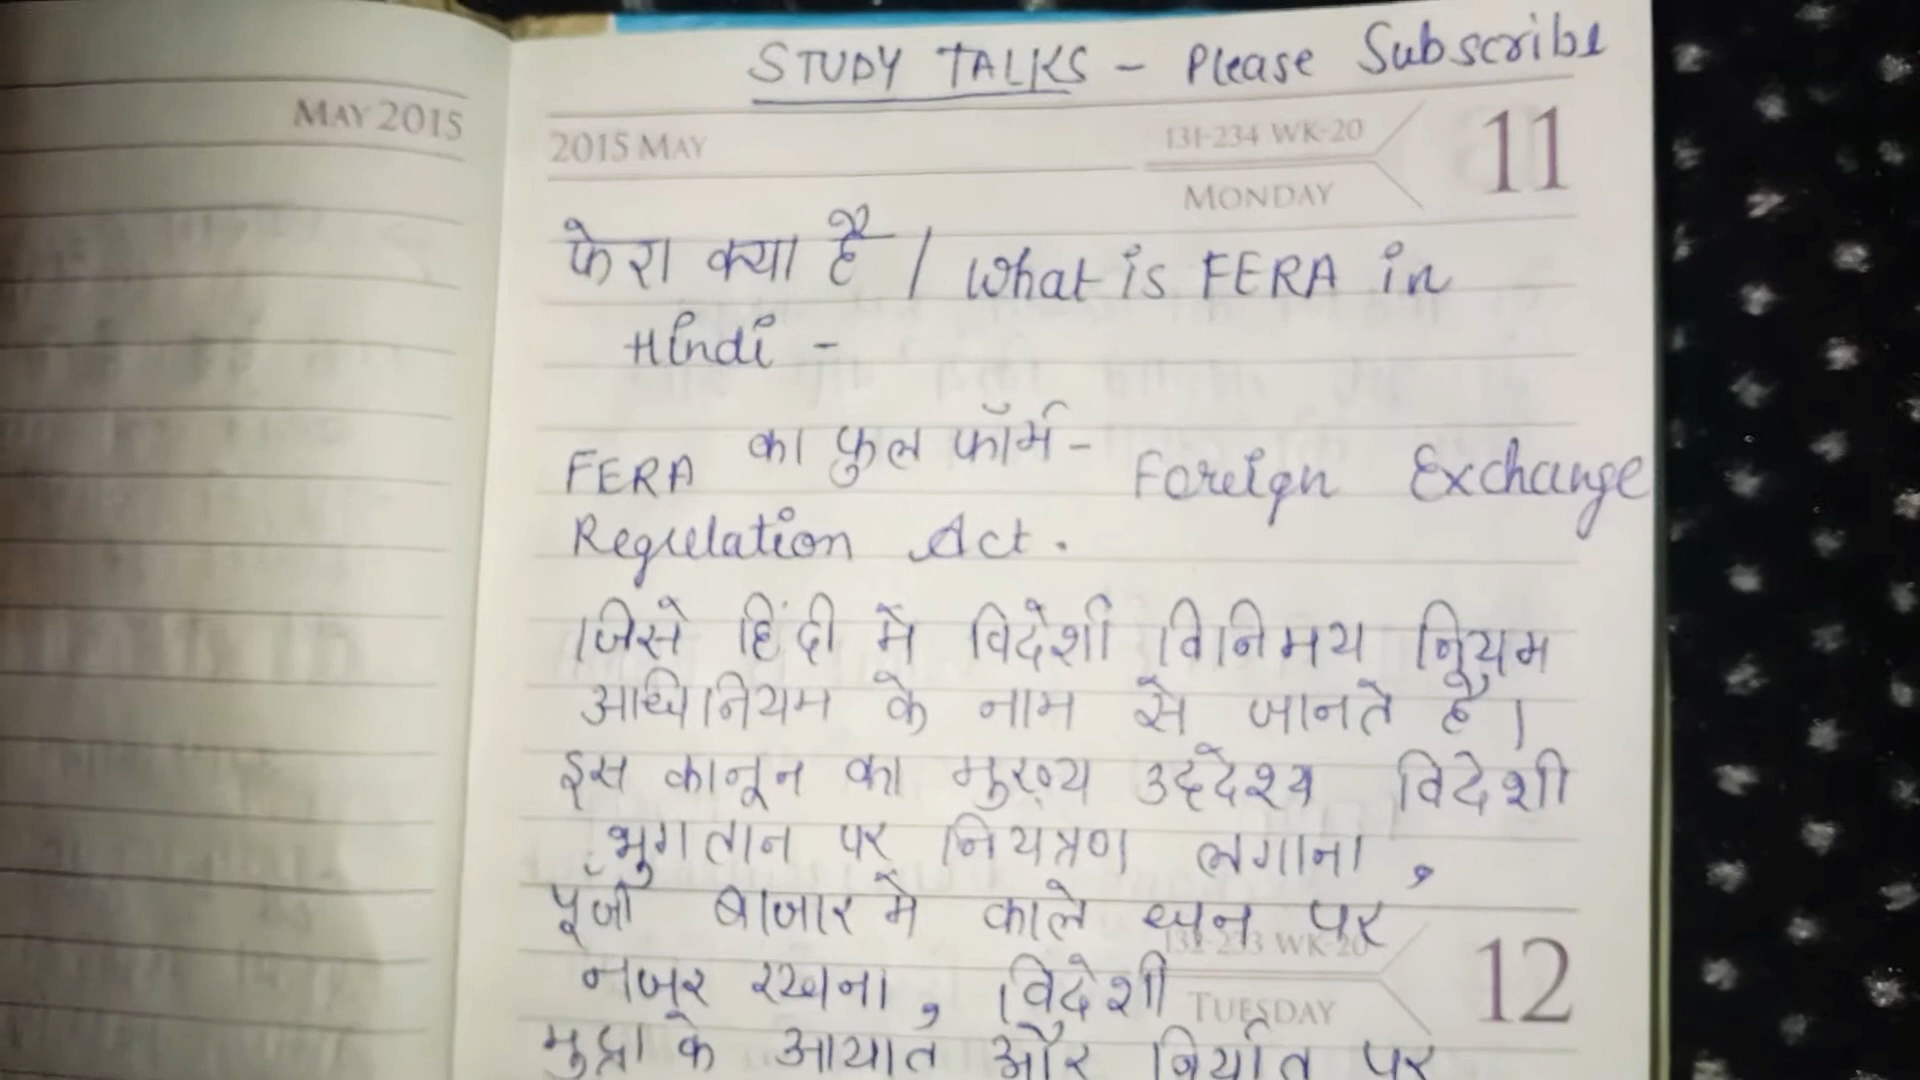 STUDY TALKS - Please Subscribe
MAY 2015
2015 MAY
131-234 WK-20
MONDAY
11
फेरा क्या है / What is FERA in
Hindi -
FERA का फुल फॉर्म - Foreign Exchange
Regulation Act.
जिसे हिंदी में विदेशी विनिमय नियम
अधिनियम के नाम से जानते है।
इस कानून का मुख्य उद्देश्य विदेशी
भुगतान पर नियत्रण लगाना,
पूँजी बाजार में काले धन पर
132-233 WK-20
नजर रखना, विदेशी
TUESDAY
12
मुद्रा के आयात और निर्यात पर